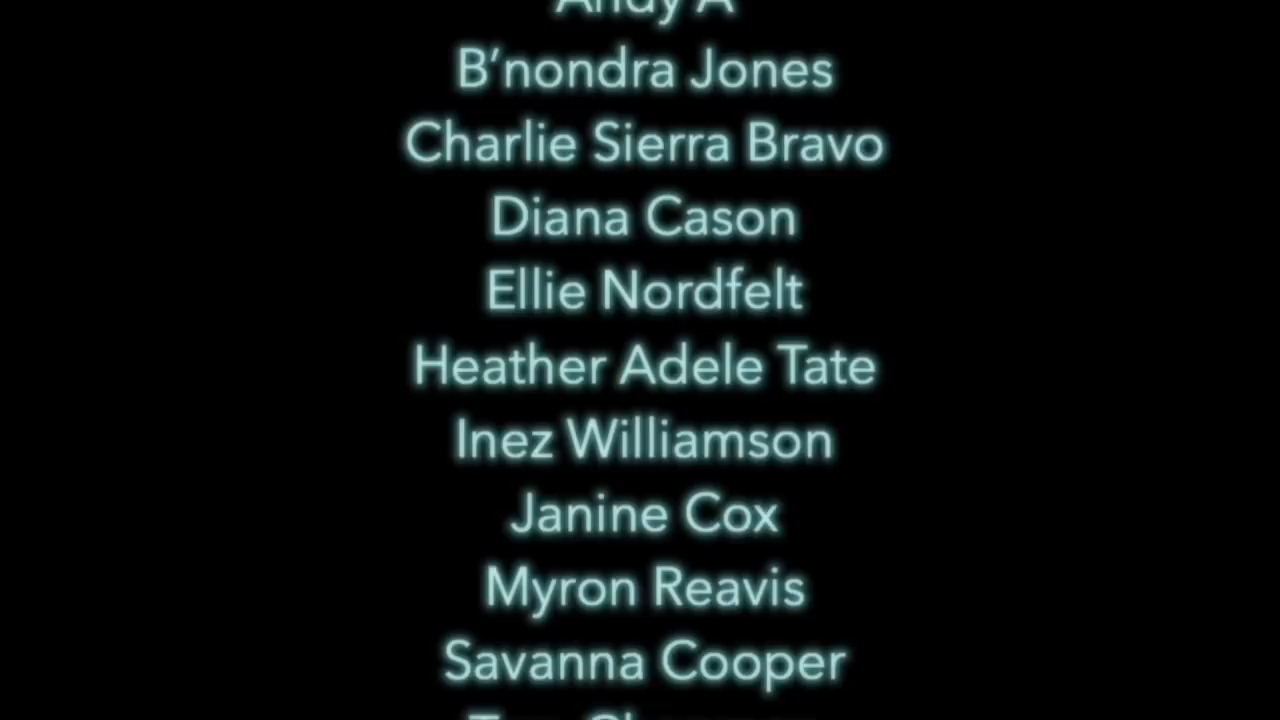 Andy A
B’nondra Jones
Charlie Sierra Bravo
Diana Cason
Ellie Nordfelt
Heather Adele Tate
Inez Williamson
Janine Cox
Myron Reavis
Savanna Cooper